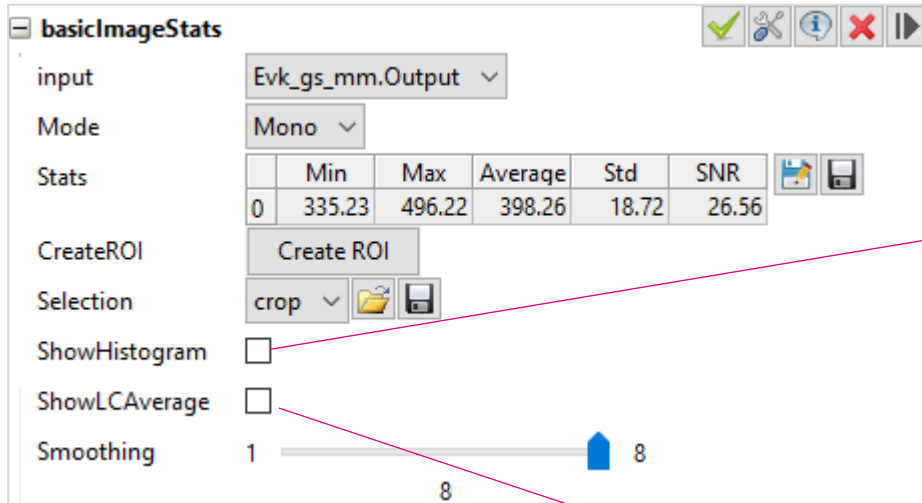 basicImageStats
input Evk_gs_mm.Output
Mode Mono
Stats Min Max Average Std SNR
0 335.23 496.22 398.26 18.72 26.56
CreateROI Create ROI
Selection crop
ShowHistogram
ShowLCAverage
Smoothing 1 8
8